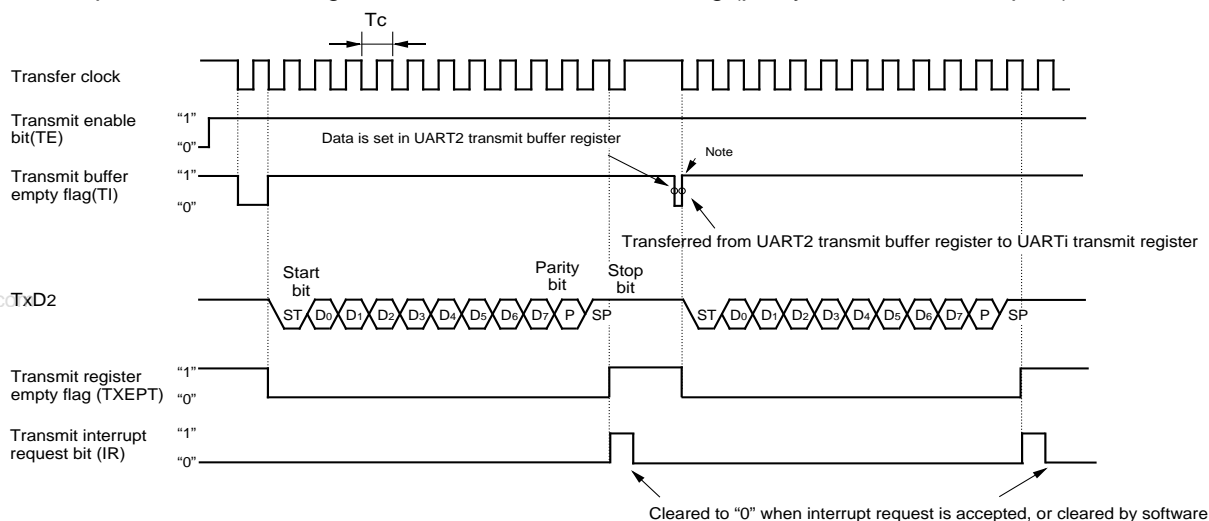 Tc
Transfer clock
Transmit enable
bit(TE)
“1”
“0”
Data is set in UART2 transmit buffer register
Note
Transmit buffer
empty flag(TI)
“1”
“0”
Transferred from UART2 transmit buffer register to UARTi transmit register
Start
bit
Parity
bit
Stop
bit
TxD2
ST D0 D1 D2 D3 D4 D5 D6 D7 P SP
ST D0 D1 D2 D3 D4 D5 D6 D7 P SP
Transmit register
empty flag (TXEPT)
“1”
“0”
Transmit interrupt
request bit (IR)
“1”
“0”
Cleared to “0” when interrupt request is accepted, or cleared by software